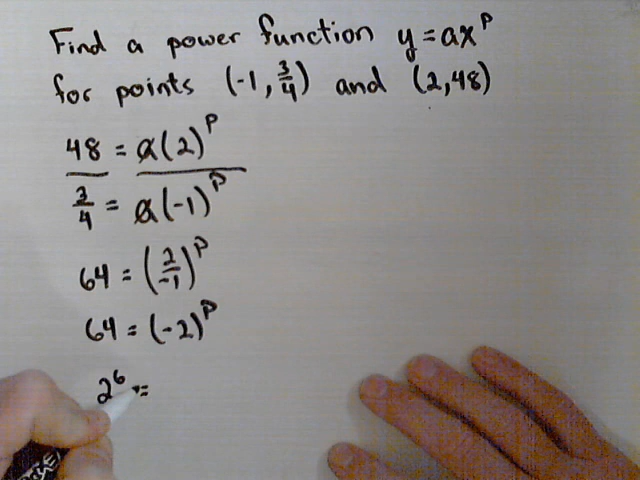 Find a power function y=ax^p
for points (-1, 3/4) and (2,48)
48 = a(2)^p
3/4 = a(-1)^p
64 = (2/-1)^p
64 = (-2)^p
2^6 =